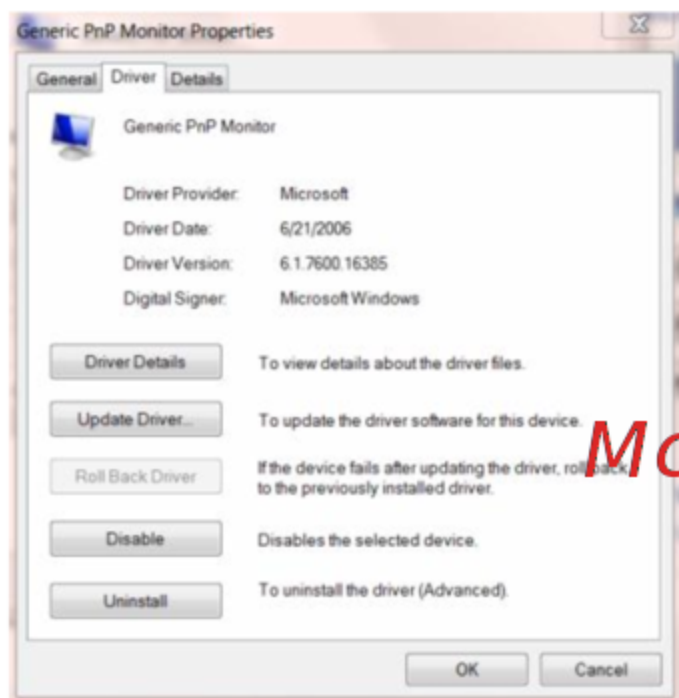 Generic PnP Monitor Properties
General Driver Details
Generic PnP Monitor
Driver Provider: Microsoft
Driver Date: 6/21/2006
Driver Version: 6.1.7600.16385
Digital Signer: Microsoft Windows
Driver Details To view details about the driver files.
Update Driver... To update the driver software for this device.
Mo
Roll Back Driver If the device fails after updating the driver, roll back
to the previously installed driver.
Disable Disables the selected device.
Uninstall To uninstall the driver (Advanced).
OK Cancel